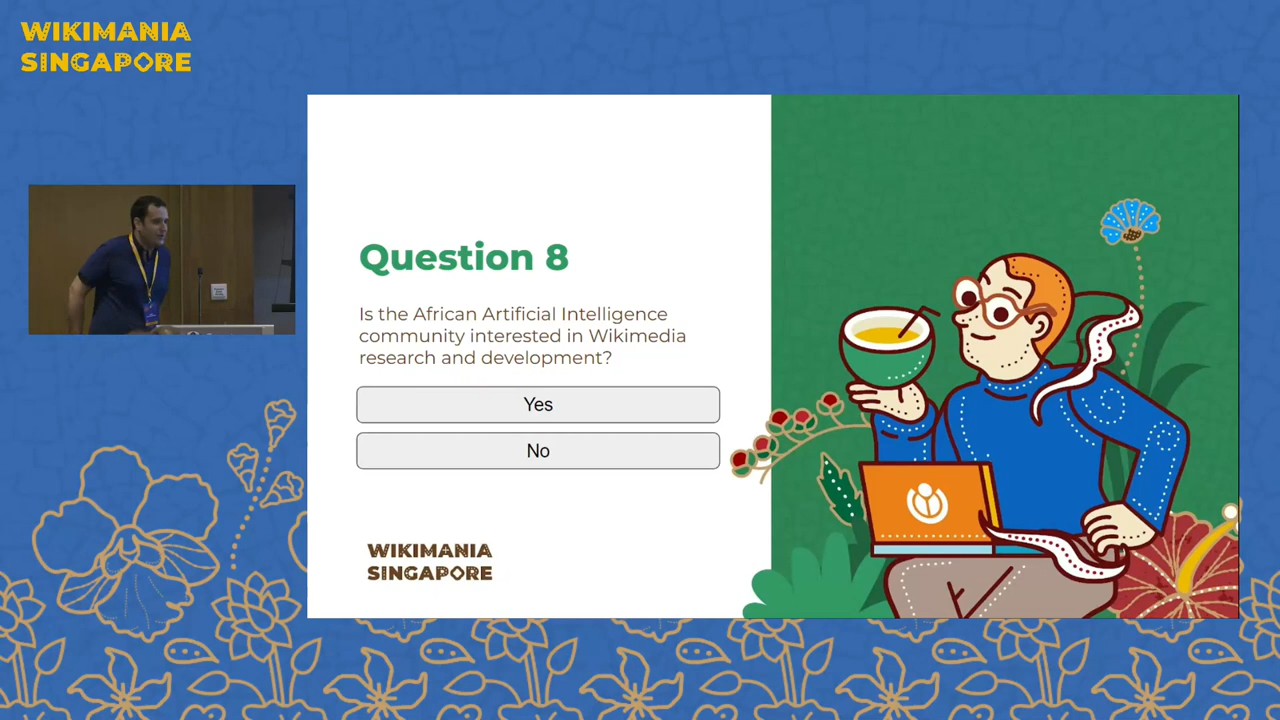 WIKIMANIA
SINGAPORE
Question 8
Is the African Artificial Intelligence
community interested in Wikimedia
research and development?
Yes
No
WIKIMANIA
SINGAPORE